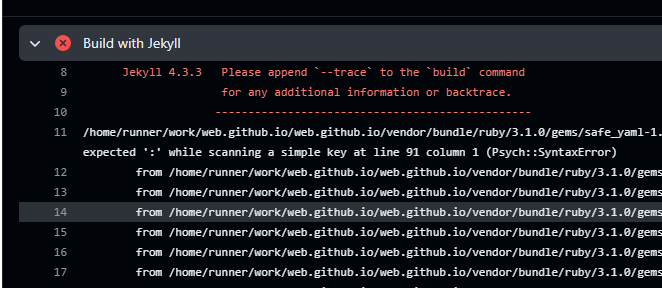 Build with Jekyll
8 Jekyll 4.3.3 Please append `--trace` to the `build` command
9 for any additional information or backtrace.
10 ------------------------------------------------
11 /home/runner/work/web.github.io/web.github.io/vendor/bundle/ruby/3.1.0/gems/safe_yaml-1.
expected ':' while scanning a simple key at line 91 column 1 (Psych::SyntaxError)
12 from /home/runner/work/web.github.io/web.github.io/vendor/bundle/ruby/3.1.0/gems
13 from /home/runner/work/web.github.io/web.github.io/vendor/bundle/ruby/3.1.0/gems
14 from /home/runner/work/web.github.io/web.github.io/vendor/bundle/ruby/3.1.0/gems
15 from /home/runner/work/web.github.io/web.github.io/vendor/bundle/ruby/3.1.0/gems
16 from /home/runner/work/web.github.io/web.github.io/vendor/bundle/ruby/3.1.0/gems
17 from /home/runner/work/web.github.io/web.github.io/vendor/bundle/ruby/3.1.0/gems